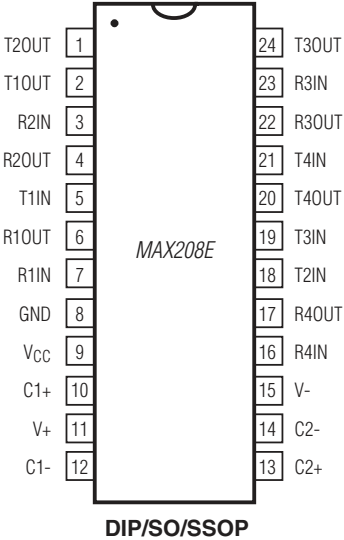 T2OUT 1 24 T3OUT
T1OUT 2 23 R3IN
R2IN 3 22 R3OUT
R2OUT 4 21 T4IN
T1IN 5 20 T4OUT
R1OUT 6 19 T3IN
MAX208E
R1IN 7 18 T2IN
GND 8 17 R4OUT
VCC 9 16 R4IN
C1+ 10 15 V-
V+ 11 14 C2-
C1- 12 13 C2+
DIP/SO/SSOP